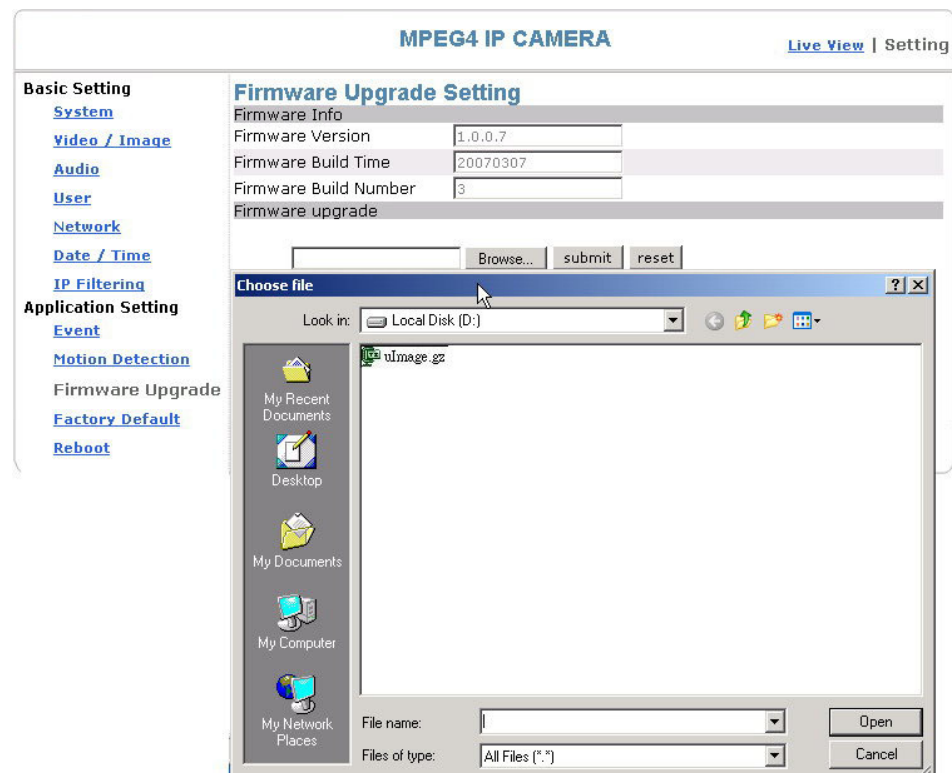 MPEG4 IP CAMERA
Live View | Setting
Basic Setting
System
Video / Image
Audio
User
Network
Date / Time
IP Filtering
Application Setting
Event
Motion Detection
Firmware Upgrade
Factory Default
Reboot
Firmware Upgrade Setting
Firmware Info
Firmware Version 1.0.0.7
Firmware Build Time 20070307
Firmware Build Number 3
Firmware upgrade
Browse... submit reset
Choose file ? x
Look in: Local Disk (D:)
uImage.gz
My Recent
Documents
Desktop
My Documents
My Computer
My Network
Places
File name: Open
Files of type: All Files (*.*) Cancel